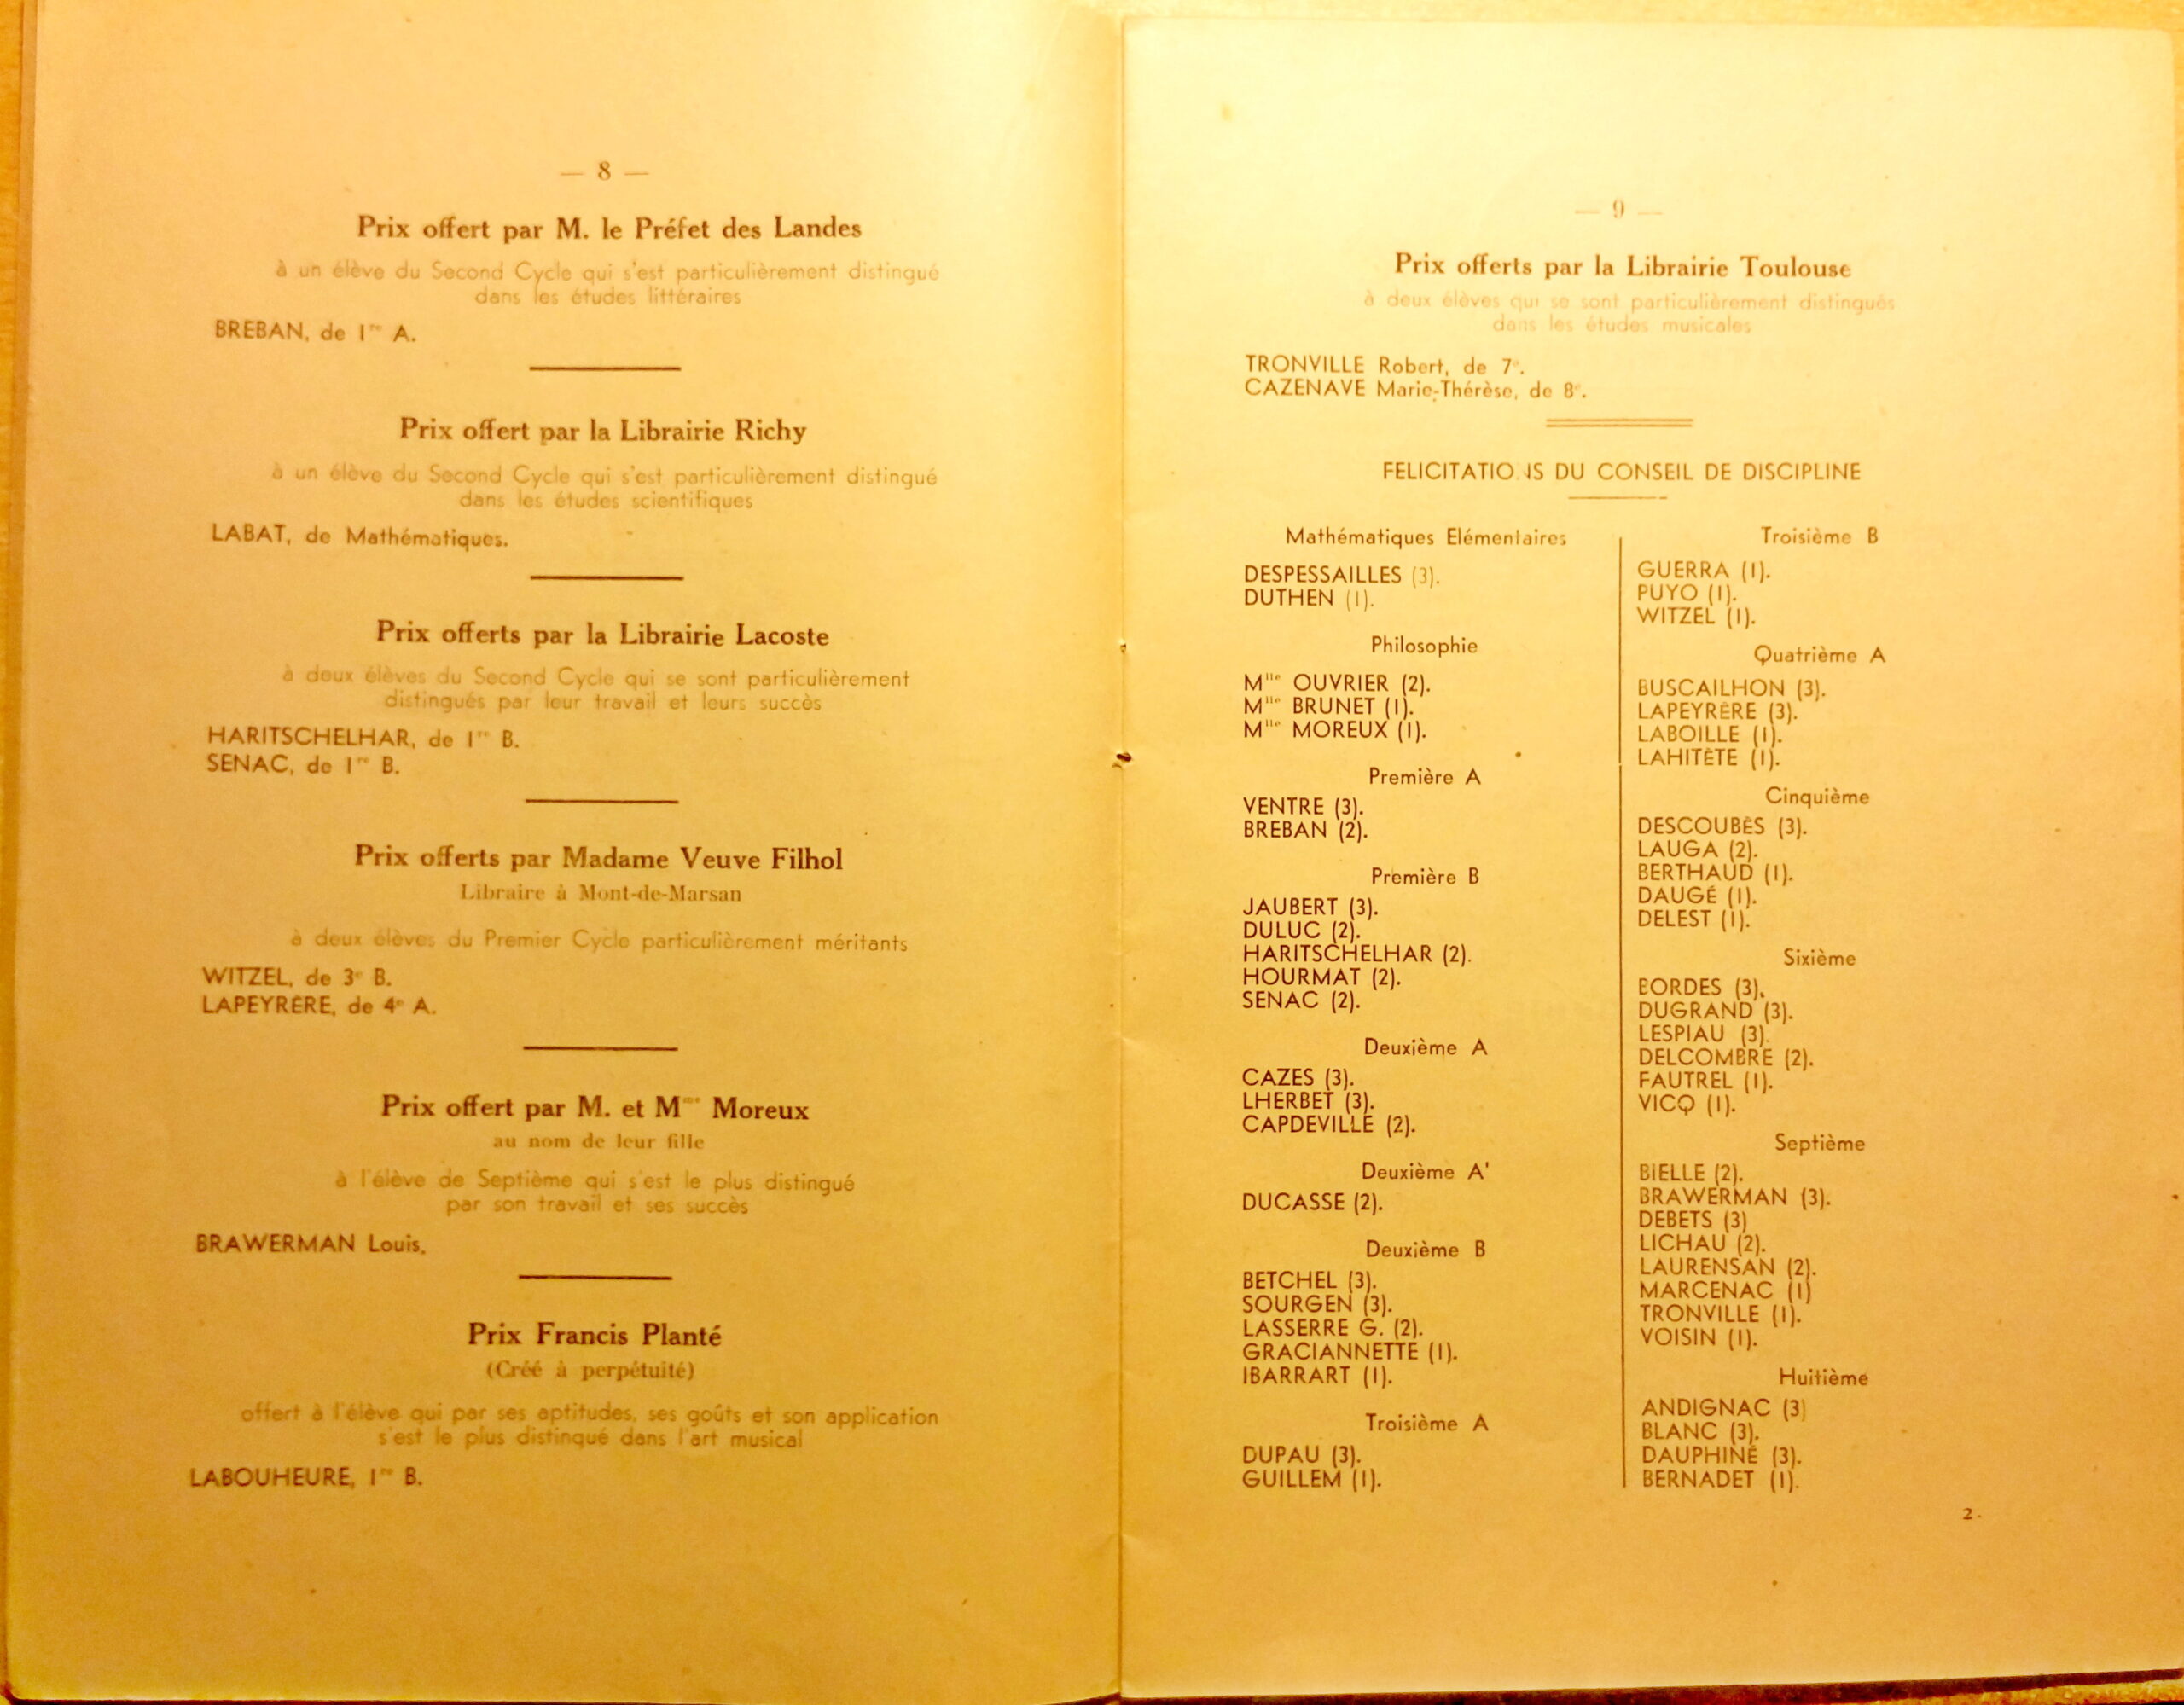 — 8 —
Prix offert par M. le Préfet des Landes
à un élève du Second Cycle qui s'est particulièrement distingué
dans les études littéraires
BREBAN, de 1re A.
Prix offert par la Librairie Richy
à un élève du Second Cycle qui s'est particulièrement distingué
dans les études scientifiques
LABAT, de Mathématiques.
Prix offerts par la Librairie Lacoste
à deux élèves du Second Cycle qui se sont particulièrement
distingués par leur travail et leurs succès
HARITSCHELHAR, de 1re B.
SENAC, de 1re B.
Prix offerts par Madame Veuve Filhol
Libraire à Mont-de-Marsan
à deux élèves du Premier Cycle particulièrement méritants
WITZEL, de 3e B.
LAPEYRÈRE, de 4e A.
Prix offert par M. et Mme Moreux
au nom de leur fille
à l'élève de Septième qui s'est le plus distingué
par son travail et ses succès
BRAWERMAN Louis.
Prix Francis Planté
(Créé à perpétuité)
offert à l'élève qui par ses aptitudes, ses goûts et son application
s'est le plus distingué dans l'art musical
LABOUHEURE, 1re B.
— 9 —
Prix offerts par la Librairie Toulouse
à deux élèves qui se sont particulièrement distingués
dans les études musicales
TRONVILLE Robert, de 7e.
CAZENAVE Marie-Thérèse, de 8e.
FELICITATIONS DU CONSEIL DE DISCIPLINE
Mathématiques Elémentaires
DESPESSAILLES (3).
DUTHEN (1).
Philosophie
Mlle OUVRIER (2).
Mlle BRUNET (1).
Mlle MOREUX (1).
Première A
VENTRE (3).
BREBAN (2).
Première B
JAUBERT (3).
DULUC (2).
HARITSCHELHAR (2).
HOURMAT (2).
SENAC (2).
Deuxième A
CAZES (3).
LHERBET (3).
CAPDEVILLE (2).
Deuxième A'
DUCASSE (2).
Deuxième B
BETCHEL (3).
SOURGEN (3).
LASSERRE G. (2).
GRACIANNETTE (1).
IBARRART (1).
Troisième A
DUPAU (3).
GUILLEM (1).
Troisième B
GUERRA (1).
PUYO (1).
WITZEL (1).
Quatrième A
BUSCAILHON (3).
LAPEYRÈRE (3).
LABOILLE (1).
LAHITÈTE (1).
Cinquième
DESCOUBÈS (3).
LAUGA (2).
BERTHAUD (1).
DAUGÉ (1).
DELEST (1).
Sixième
BORDES (3).
DUGRAND (3).
LESPIAU (3).
DELCOMBRE (2).
FAUTREL (1).
VICQ (1).
Septième
BIELLE (2).
BRAWERMAN (3).
DEBETS (3)
LICHAU (2).
LAURENSAN (2).
MARCENAC (1)
TRONVILLE (1).
VOISIN (1).
Huitième
ANDIGNAC (3)
BLANC (3).
DAUPHINÉ (3).
BERNADET (1).
2.